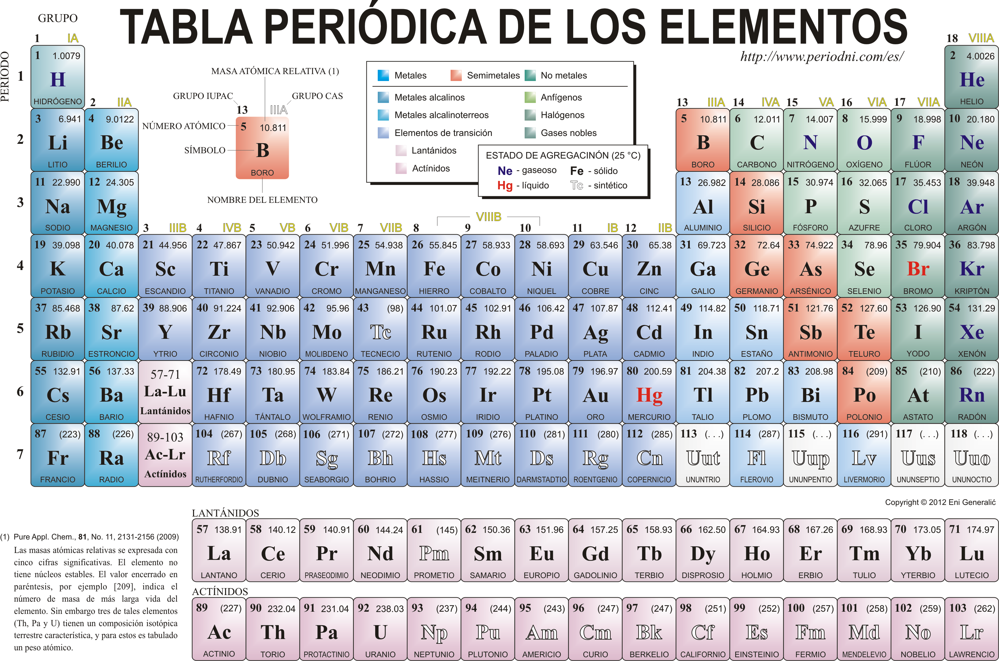 TABLA PERIÓDICA DE LOS ELEMENTOS
http://www.periodni.com/es/
GRUPO
PERIODO
1 IA
18 VIIIA
1
1 1.0079
H
HIDRÓGENO
2 4.0026
He
HELIO
MASA ATÓMICA RELATIVA (1)
GRUPO IUPAC
GRUPO CAS
13 IIIA
NÚMERO ATÓMICO
5 10.811
SÍMBOLO
B
BORO
NOMBRE DEL ELEMENTO
Metales Semimetales No metales
Metales alcalinos Anfígenos
Metales alcalinoterreos Halógenos
Elementos de transición Gases nobles
Lantánidos
Actínidos
ESTADO DE AGREGACINÓN (25 °C)
Ne - gaseoso Fe - sólido
Hg - líquido Tc - sintético
2 IIA 13 IIIA 14 IVA 15 VA 16 VIA 17 VIIA
2
3 6.941 4 9.0122 5 10.811 6 12.011 7 14.007 8 15.999 9 18.998 10 20.180
Li Be B C N O F Ne
LITIO BERILIO BORO CARBONO NITRÓGENO OXÍGENO FLÚOR NEÓN
3
11 22.990 12 24.305 13 26.982 14 28.086 15 30.974 16 32.065 17 35.453 18 39.948
Na Mg Al Si P S Cl Ar
SODIO MAGNESIO ALUMINIO SILICIO FÓSFORO AZUFRE CLORO ARGÓN
VIIIB
3 IIIB 4 IVB 5 VB 6 VIB 7 VIIB 8 9 10 11 IB 12 IIB
4
19 39.098 20 40.078 21 44.956 22 47.867 23 50.942 24 51.996 25 54.938 26 55.845 27 58.933 28 58.693 29 63.546 30 65.38 31 69.723 32 72.64 33 74.922 34 78.96 35 79.904 36 83.798
K Ca Sc Ti V Cr Mn Fe Co Ni Cu Zn Ga Ge As Se Br Kr
POTASIO CALCIO ESCANDIO TITANIO VANADIO CROMO MANGANESO HIERRO COBALTO NIQUEL COBRE CINC GALIO GERMANIO ARSÉNICO SELENIO BROMO KRIPTÓN
5
37 85.468 38 87.62 39 88.906 40 91.224 41 92.906 42 95.96 43 (98) 44 101.07 45 102.91 46 106.42 47 107.87 48 112.41 49 114.82 50 118.71 51 121.76 52 127.60 53 126.90 54 131.29
Rb Sr Y Zr Nb Mo Tc Ru Rh Pd Ag Cd In Sn Sb Te I Xe
RUBIDIO ESTRONCIO YTRIO CIRCONIO NIOBIO MOLIBDENO TECNECIO RUTENIO RODIO PALADIO PLATA CADMIO INDIO ESTAÑO ANTIMONIO TELURO YODO XENÓN
6
55 132.91 56 137.33 57-71 72 178.49 73 180.95 74 183.84 75 186.21 76 190.23 77 192.22 78 195.08 79 196.97 80 200.59 81 204.38 82 207.2 83 208.98 84 (209) 85 (210) 86 (222)
Cs Ba La-Lu Hf Ta W Re Os Ir Pt Au Hg Tl Pb Bi Po At Rn
CESIO BARIO Lantánidos HAFNIO TÁNTALO WOLFRAMIO RENIO OSMIO IRIDIO PLATINO ORO MERCURIO TALIO PLOMO BISMUTO POLONIO ASTATO RADÓN
7
87 (223) 88 (226) 89-103 104 (267) 105 (268) 106 (271) 107 (272) 108 (277) 109 (276) 110 (281) 111 (280) 112 (285) 113 (. . .) 114 (287) 115 (. . .) 116 (291) 117 (. . .) 118 (. . .)
Fr Ra Ac-Lr Rf Db Sg Bh Hs Mt Ds Rg Cn Uut Fl Uup Lv Uus Uuo
FRANCIO RADIO Actínidos RUTHERFORDIO DUBNIO SEABORGIO BOHRIO HASSIO MEITNERIO DARMSTADTIO ROENTGENIO COPERNICIO UNUNTRIO FLEROVIO UNUNPENTIO LIVERMORIO UNUNSEPTIO UNUNOCTIO
Copyright © 2012 Eni Generalić
LANTÁNIDOS
57 138.91 58 140.12 59 140.91 60 144.24 61 (145) 62 150.36 63 151.96 64 157.25 65 158.93 66 162.50 67 164.93 68 167.26 69 168.93 70 173.05 71 174.97
La Ce Pr Nd Pm Sm Eu Gd Tb Dy Ho Er Tm Yb Lu
LANTANO CERIO PRASEODIMIO NEODIMIO PROMETIO SAMARIO EUROPIO GADOLINIO TERBIO DISPROSIO HOLMIO ERBIO TULIO YTERBIO LUTECIO
ACTÍNIDOS
89 (227) 90 232.04 91 231.04 92 238.03 93 (237) 94 (244) 95 (243) 96 (247) 97 (247) 98 (251) 99 (252) 100 (257) 101 (258) 102 (259) 103 (262)
Ac Th Pa U Np Pu Am Cm Bk Cf Es Fm Md No Lr
ACTINIO TORIO PROTACTINIO URANIO NEPTUNIO PLUTONIO AMERICIO CURIO BERKELIO CALIFORNIO EINSTEINIO FERMIO MENDELEVIO NOBELIO LAWRENCIO
(1) Pure Appl. Chem., 81, No. 11, 2131-2156 (2009)
Las masas atómicas relativas se expresada con
cinco cifras significativas. El elemento no
tiene núcleos estables. El valor encerrado en
paréntesis, por ejemplo [209], indica el
número de masa de más larga vida del
elemento. Sin embargo tres de tales elementos
(Th, Pa y U) tienen un composición isotópica
terrestre característica, y para estos es tabulado
un peso atómico.